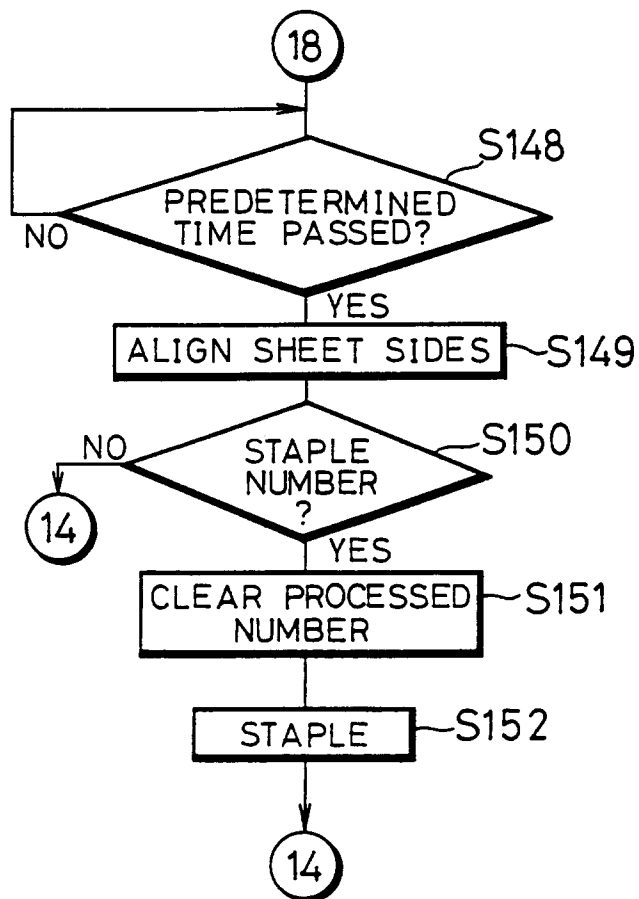 18
S148
PREDETERMINED
TIME PASSED?
NO
YES
ALIGN SHEET SIDES
S149
NO
S150
STAPLE
NUMBER
?
14
YES
CLEAR PROCESSED
NUMBER
S151
STAPLE
S152
14